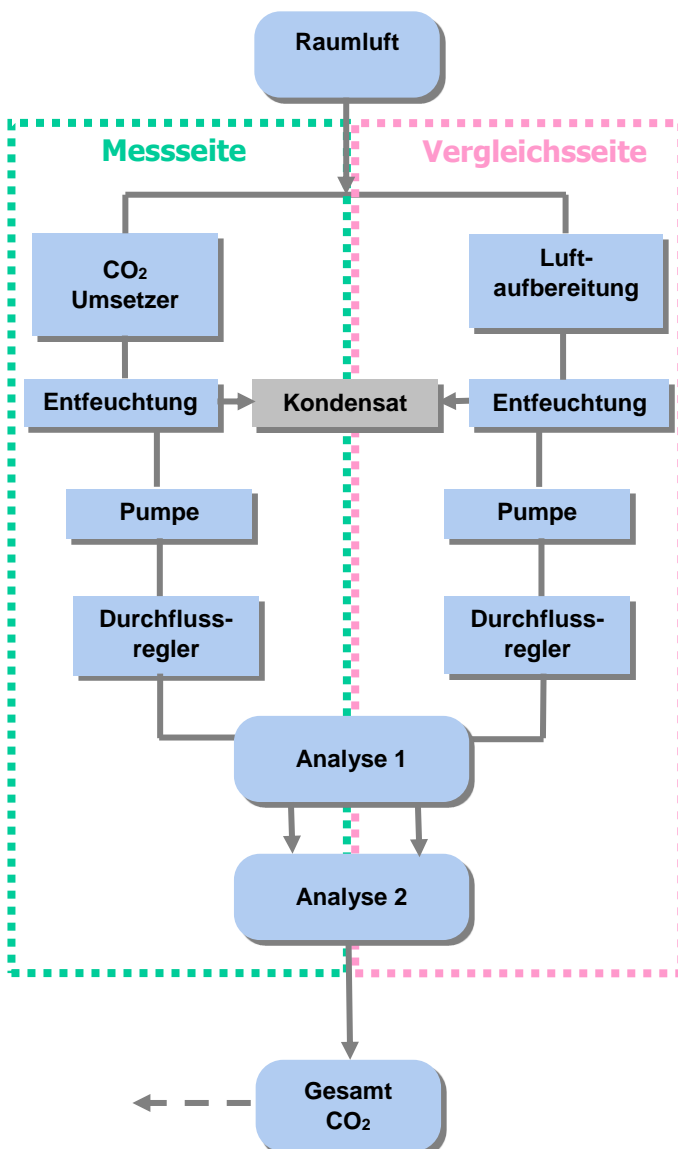 Raumluft
Messseite
Vergleichsseite
CO₂
Umsetzer
Luft-
aufbereitung
Entfeuchtung
Kondensat
Entfeuchtung
Pumpe
Pumpe
Durchfluss-
regler
Durchfluss-
regler
Analyse 1
Analyse 2
Gesamt
CO₂